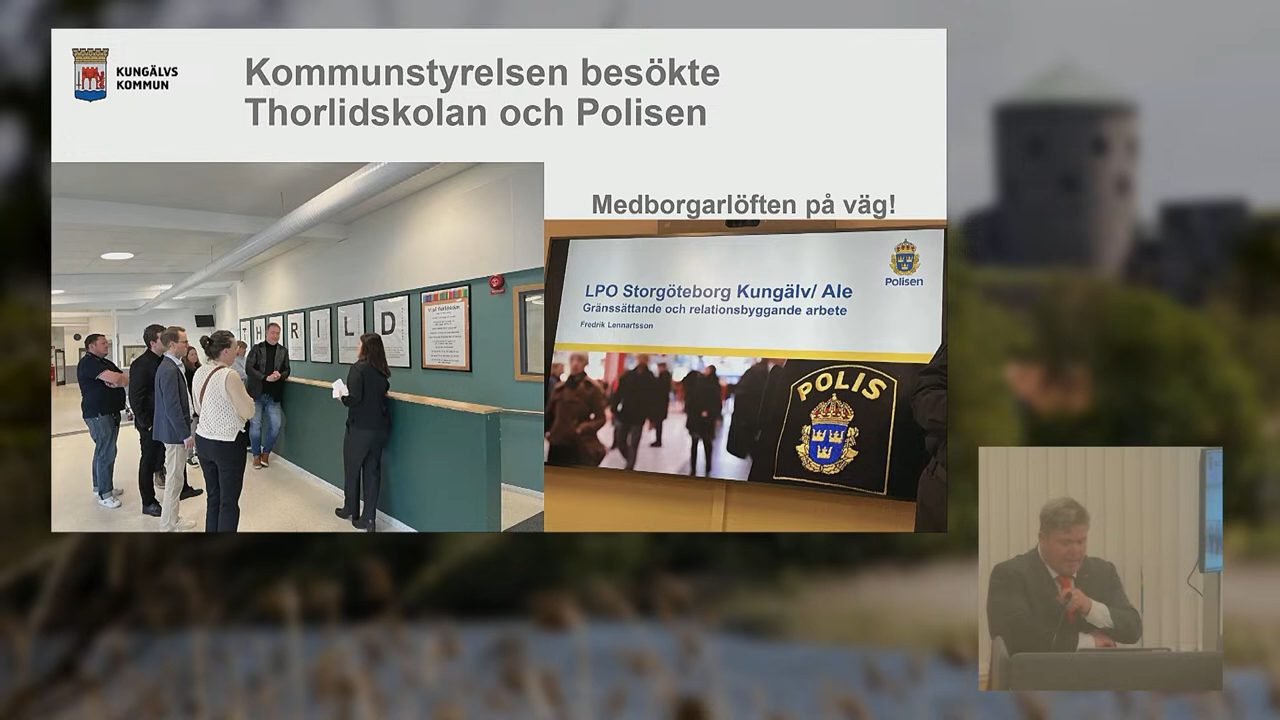 KUNGÄLVS
KOMMUN
Kommunstyrelsen besökte
Thorlidskolan och Polisen
Medborgarlöften på väg!
T H R I L D
Polisen
LPO Storgöteborg Kungälv/ Ale
Gränssättande och relationsbyggande arbete
Fredrik Lennartsson
POLIS